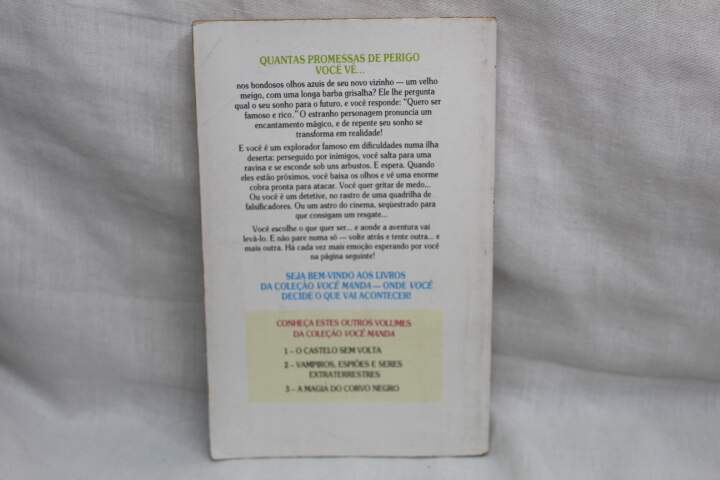 QUANTAS PROMESSAS DE PERIGO
VOCÊ VÊ...
nos bondosos olhos azuis de seu novo vizinho — um velho
meigo, com uma longa barba grisalha? Ele lhe pergunta
qual o seu sonho para o futuro, e você responde: "Quero ser
famoso e rico." O estranho personagem pronuncia um
encantamento mágico, e de repente seu sonho se
transforma em realidade!
E você é um explorador famoso em dificuldades numa ilha
deserta: perseguido por inimigos, você salta para uma
ravina e se esconde sob uns arbustos. E espera. Quando
eles estão próximos, você baixa os olhos e vê uma enorme
cobra pronta para atacar. Você quer gritar de medo...
Ou você é um detetive, no rastro de uma quadrilha de
falsificadores. Ou um astro do cinema, seqüestrado para
que consigam um resgate...
Você escolhe o que quer ser... e aonde a aventura vai
levá-lo. E não pare numa só — volte atrás e tente outra... e
mais outra. Há cada vez mais emoção esperando por você
na página seguinte!
SEJA BEM-VINDO AOS LIVROS
DA COLEÇÃO VOCÊ MANDA — ONDE VOCÊ
DECIDE O QUE VAI ACONTECER!
CONHEÇA ESTES OUTROS VOLUMES
DA COLEÇÃO VOCÊ MANDA
1 – O CASTELO SEM VOLTA
2 – VAMPIROS, ESPIÕES E SERES
EXTRATERRESTRES
3 – A MAGIA DO CORVO NEGRO